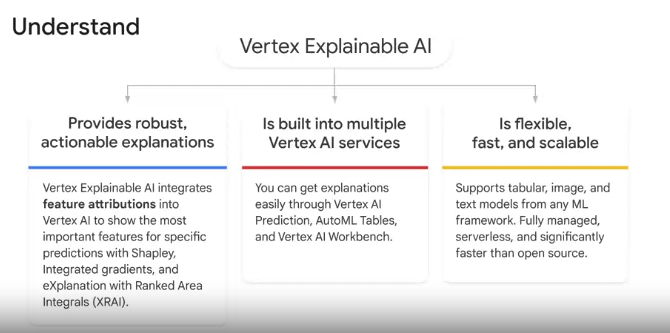 Understand
Vertex Explainable AI
Provides robust,
actionable explanations
Vertex Explainable AI integrates
feature attributions into
Vertex AI to show the most
important features for specific
predictions with Shapley,
Integrated gradients, and
eXplanation with Ranked Area
Integrals (XRAI).
Is built into multiple
Vertex AI services
You can get explanations
easily through Vertex AI
Prediction, AutoML Tables,
and Vertex AI Workbench.
Is flexible,
fast, and scalable
Supports tabular, image, and
text models from any ML
framework. Fully managed,
serverless, and significantly
faster than open source.